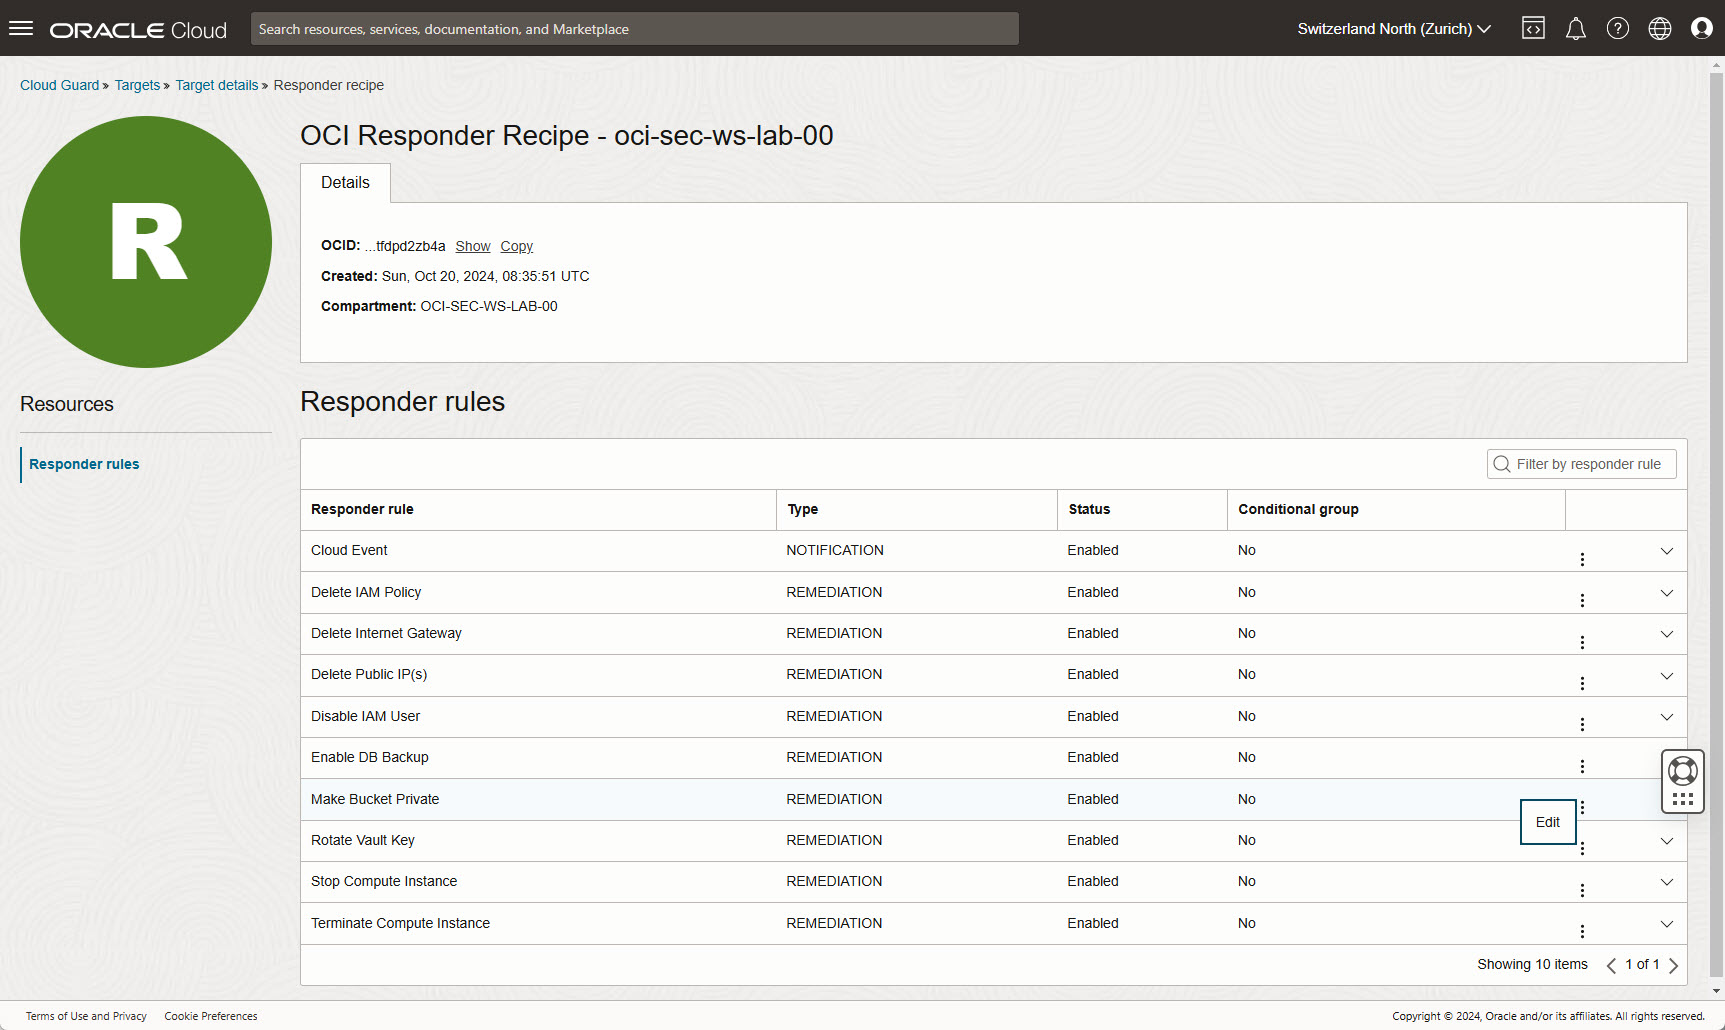 ORACLE Cloud
Search resources, services, documentation, and Marketplace
Switzerland North (Zurich)
Cloud Guard » Targets » Target details » Responder recipe
R
OCI Responder Recipe - oci-sec-ws-lab-00
Details
OCID: ...tfdpd2zb4a Show Copy
Created: Sun, Oct 20, 2024, 08:35:51 UTC
Compartment: OCI-SEC-WS-LAB-00
Resources
Responder rules
Responder rules
Filter by responder rule
Responder rule Type Status Conditional group
Cloud Event NOTIFICATION Enabled No
Delete IAM Policy REMEDIATION Enabled No
Delete Internet Gateway REMEDIATION Enabled No
Delete Public IP(s) REMEDIATION Enabled No
Disable IAM User REMEDIATION Enabled No
Enable DB Backup REMEDIATION Enabled No
Make Bucket Private REMEDIATION Enabled No
Edit
Rotate Vault Key REMEDIATION Enabled No
Stop Compute Instance REMEDIATION Enabled No
Terminate Compute Instance REMEDIATION Enabled No
Showing 10 items 1 of 1
Terms of Use and Privacy Cookie Preferences
Copyright © 2024, Oracle and/or its affiliates. All rights reserved.